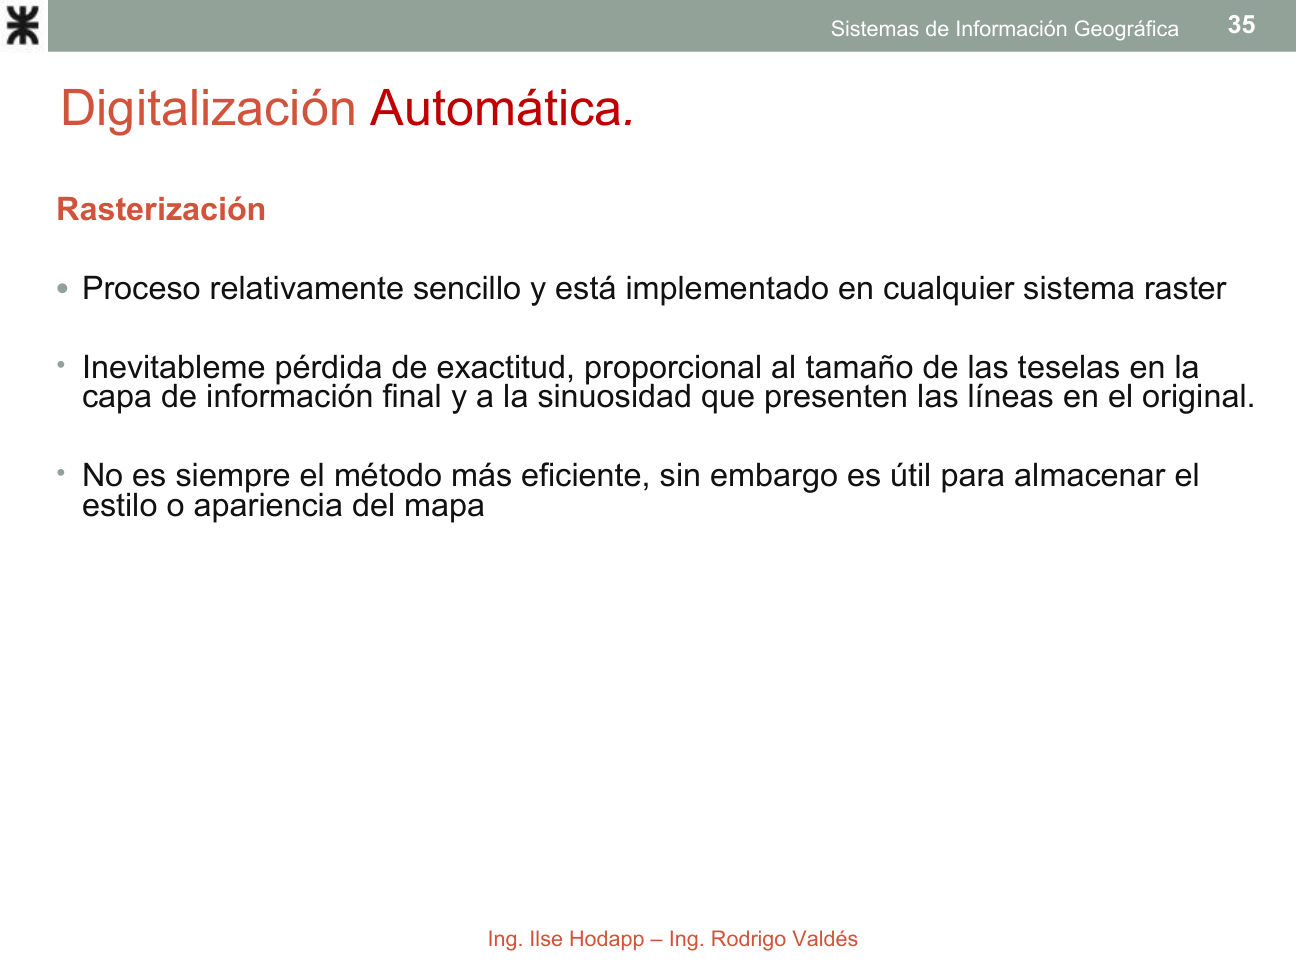 Sistemas de Información Geográfica 35
Digitalización Automática.
Rasterización
• Proceso relativamente sencillo y está implementado en cualquier sistema raster
• Inevitableme pérdida de exactitud, proporcional al tamaño de las teselas en la
capa de información final y a la sinuosidad que presenten las líneas en el original.
• No es siempre el método más eficiente, sin embargo es útil para almacenar el
estilo o apariencia del mapa
Ing. Ilse Hodapp – Ing. Rodrigo Valdés